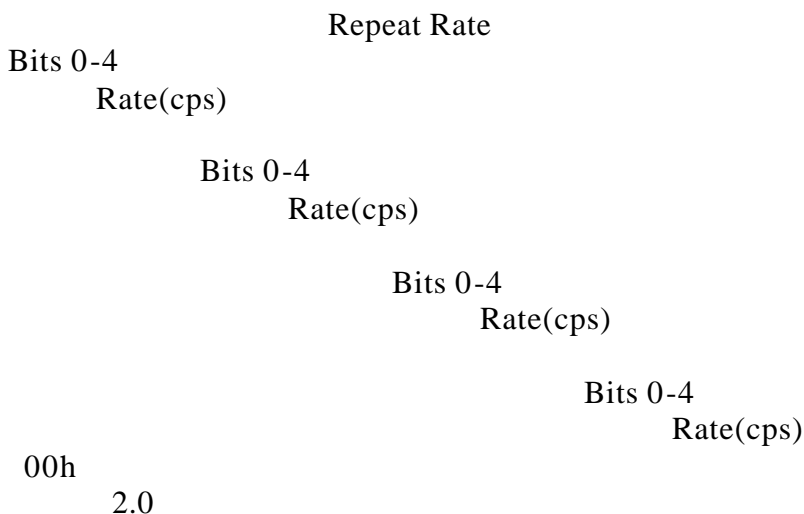 Repeat Rate
Bits 0-4
Rate(cps)
Bits 0-4
Rate(cps)
Bits 0-4
Rate(cps)
Bits 0-4
Rate(cps)
00h
2.0